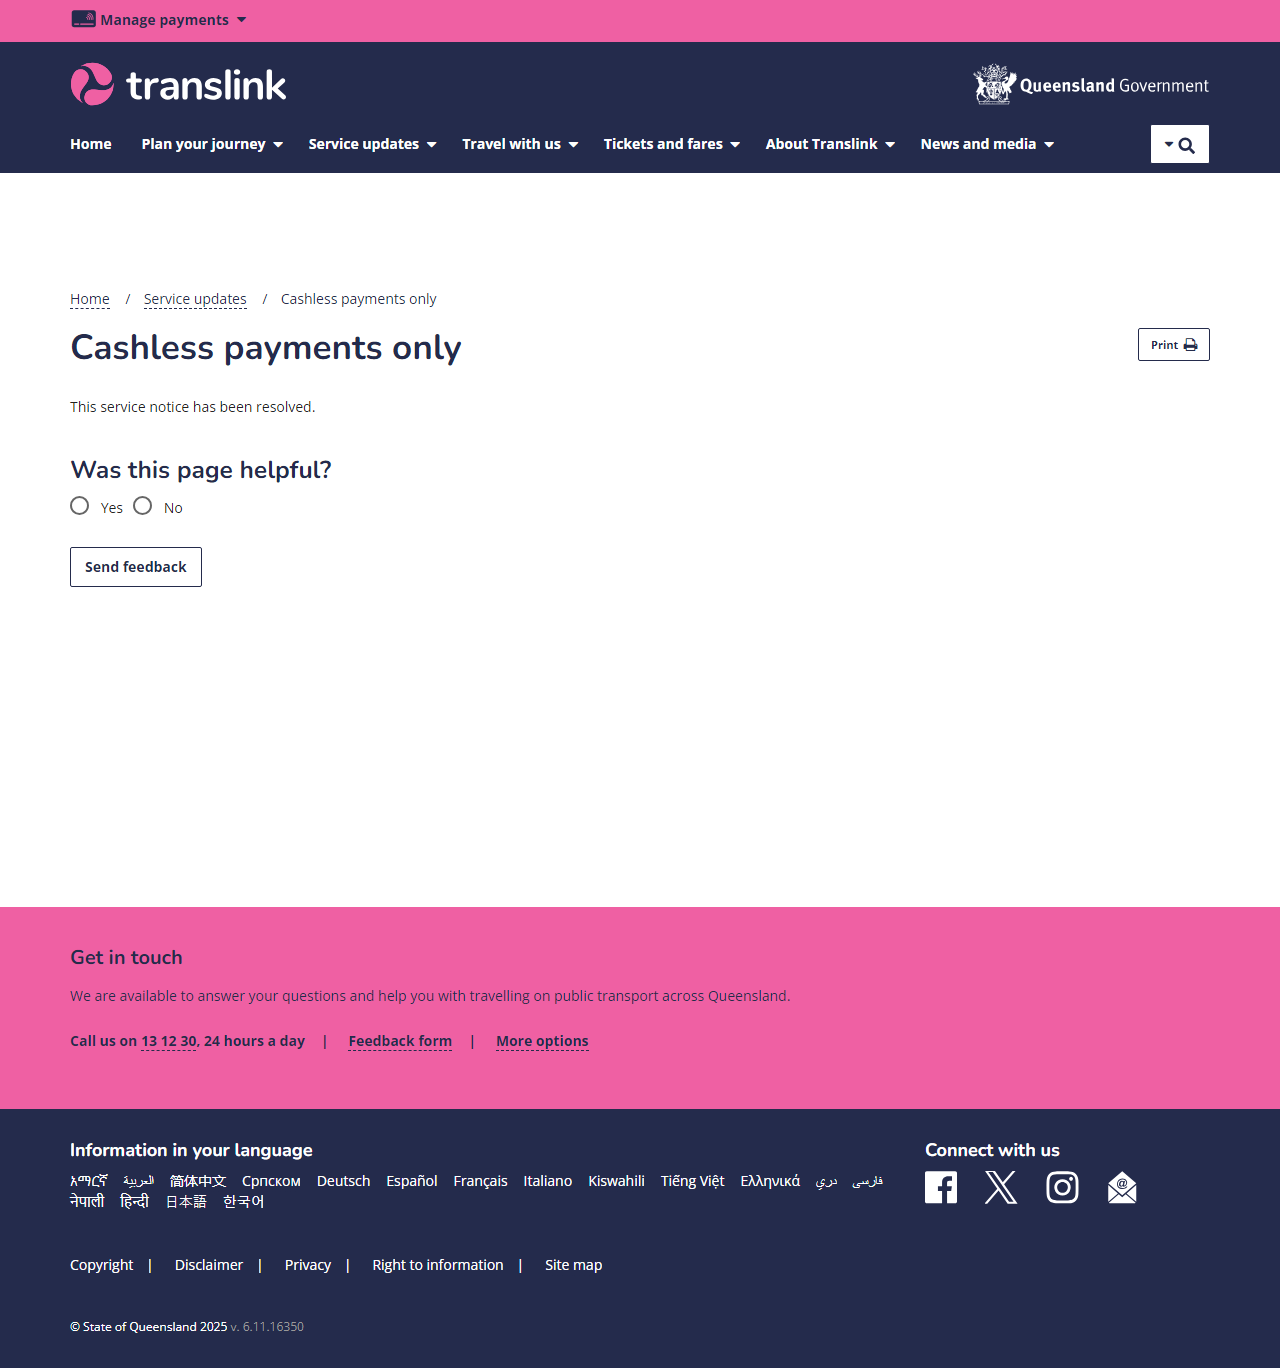 Manage payments
translink
Queensland Government
Home Plan your journey Service updates Travel with us Tickets and fares About Translink News and media
Home / Service updates / Cashless payments only
Cashless payments only
Print
This service notice has been resolved.
Was this page helpful?
Yes No
Send feedback
Get in touch
We are available to answer your questions and help you with travelling on public transport across Queensland.
Call us on 13 12 30, 24 hours a day | Feedback form | More options
Information in your language
አማርኛ العربية 简体中文 Српском Deutsch Español Français Italiano Kiswahili Tiếng Việt Ελληνικά دري فارسی
नेपाली हिन्दी 日本語 한국어
Connect with us
Copyright | Disclaimer | Privacy | Right to information | Site map
© State of Queensland 2025 v. 6.11.16350